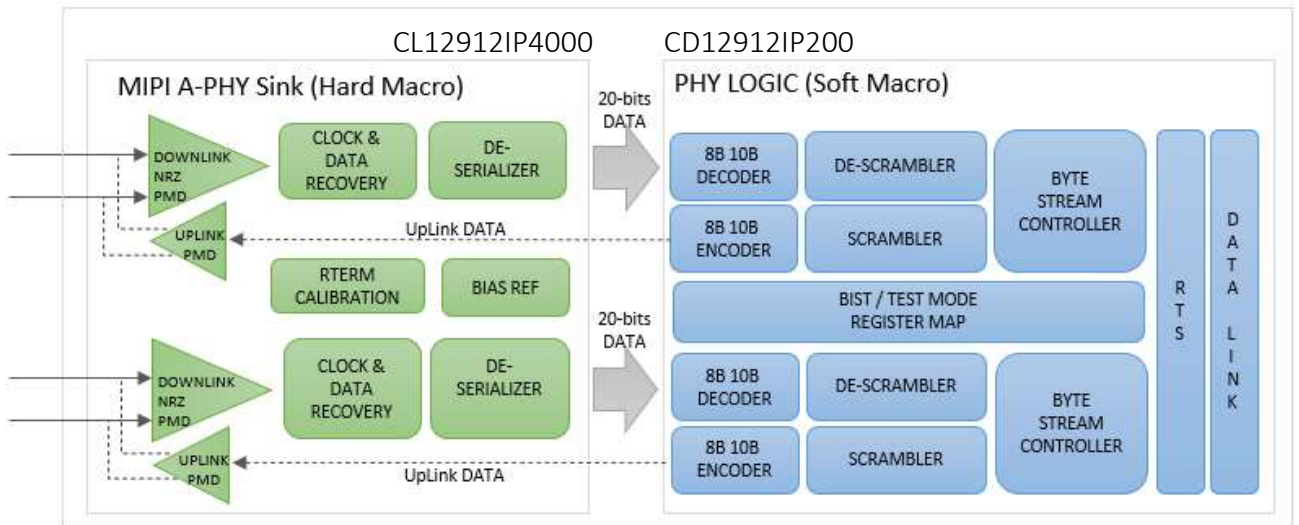 CL12912IP4000
CD12912IP200
MIPI A-PHY Sink (Hard Macro)
PHY LOGIC (Soft Macro)
20-bits
DATA
DOWNLINK
NRZ
PMD
CLOCK &
DATA
RECOVERY
DE-
SERIALIZER
8B 10B
DECODER
DE-SCRAMBLER
BYTE
STREAM
CONTROLLER
UPLINK
PMD
UpLink DATA
8B 10B
ENCODER
SCRAMBLER
RTERM
CALIBRATION
BIAS REF
BIST / TEST MODE
REGISTER MAP
RTS
DATA LINK
20-bits
DATA
DOWNLINK
NRZ
PMD
CLOCK &
DATA
RECOVERY
DE-
SERIALIZER
8B 10B
DECODER
DE-SCRAMBLER
BYTE
STREAM
CONTROLLER
UPLINK
PMD
UpLink DATA
8B 10B
ENCODER
SCRAMBLER